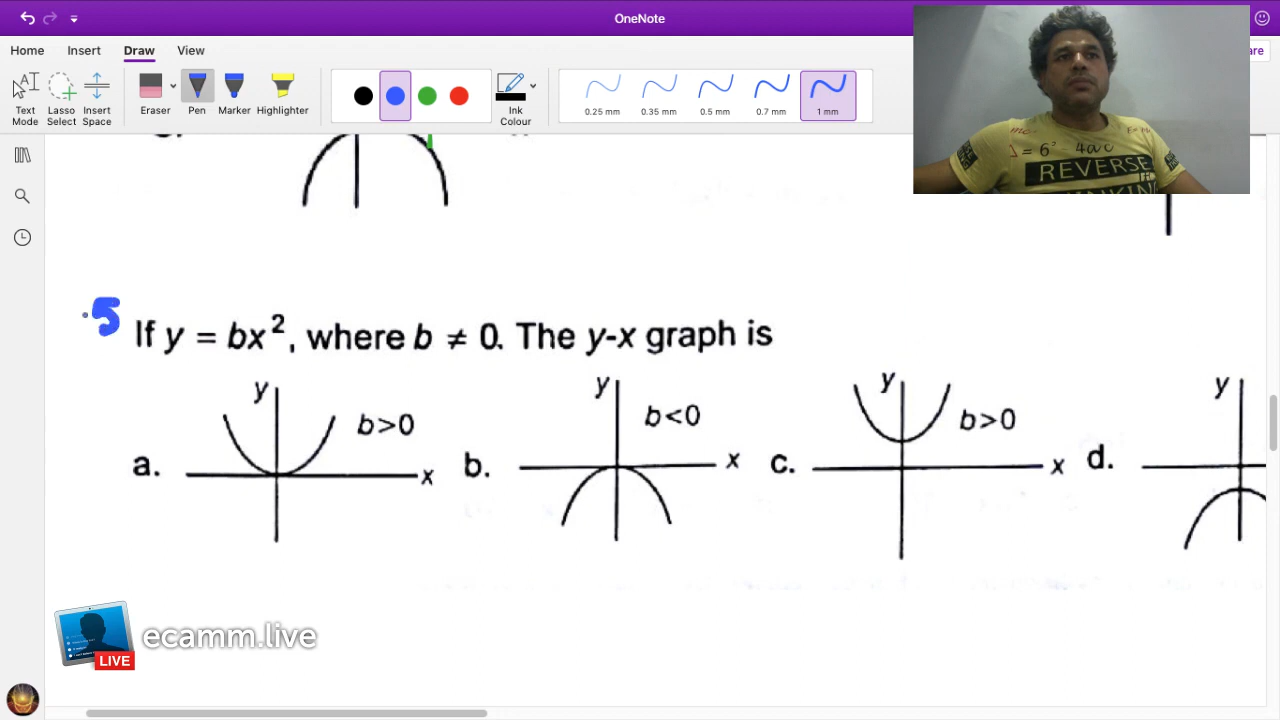 OneNote
Home Insert Draw View
Text Mode
Lasso Select
Insert Space
Eraser
Pen
Marker
Highlighter
Ink Colour
0.25 mm
0.35 mm
0.5 mm
0.7 mm
1 mm
are
REVERSE
5
If y = bx², where b ≠ 0. The y-x graph is
a. y b>0 x
b. y b<0 x
c. y b>0 x
d. y
ecamm.live
LIVE